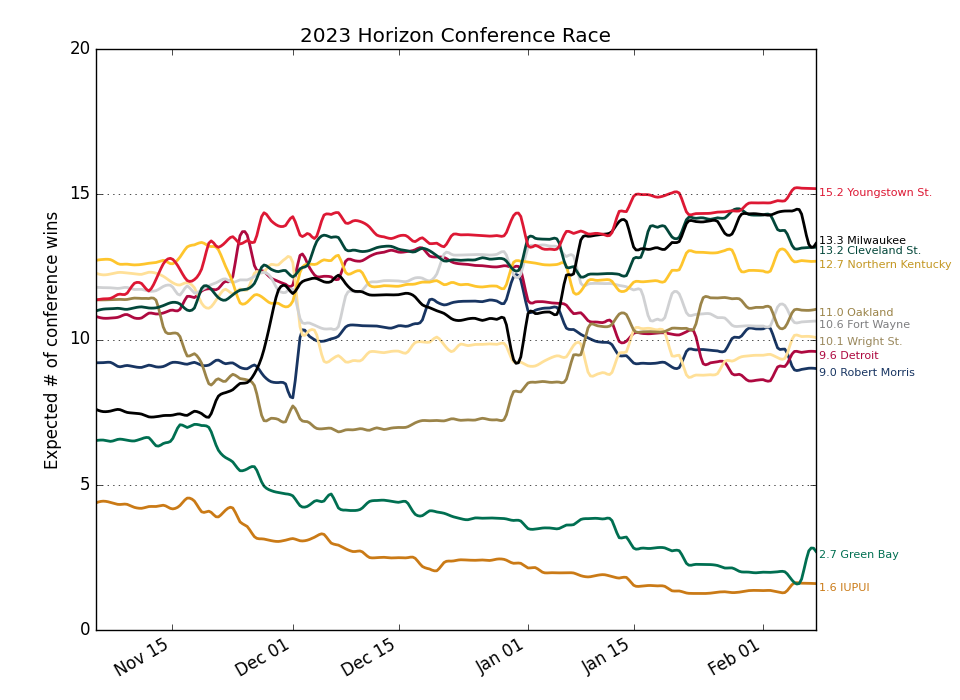 2023 Horizon Conference Race
Expected # of conference wins
20
15
10
5
0
15.2 Youngstown St.
13.3 Milwaukee
13.2 Cleveland St.
12.7 Northern Kentucky
11.0 Oakland
10.6 Fort Wayne
10.1 Wright St.
9.6 Detroit
9.0 Robert Morris
2.7 Green Bay
1.6 IUPUI
Nov 15
Dec 01
Dec 15
Jan 01
Jan 15
Feb 01